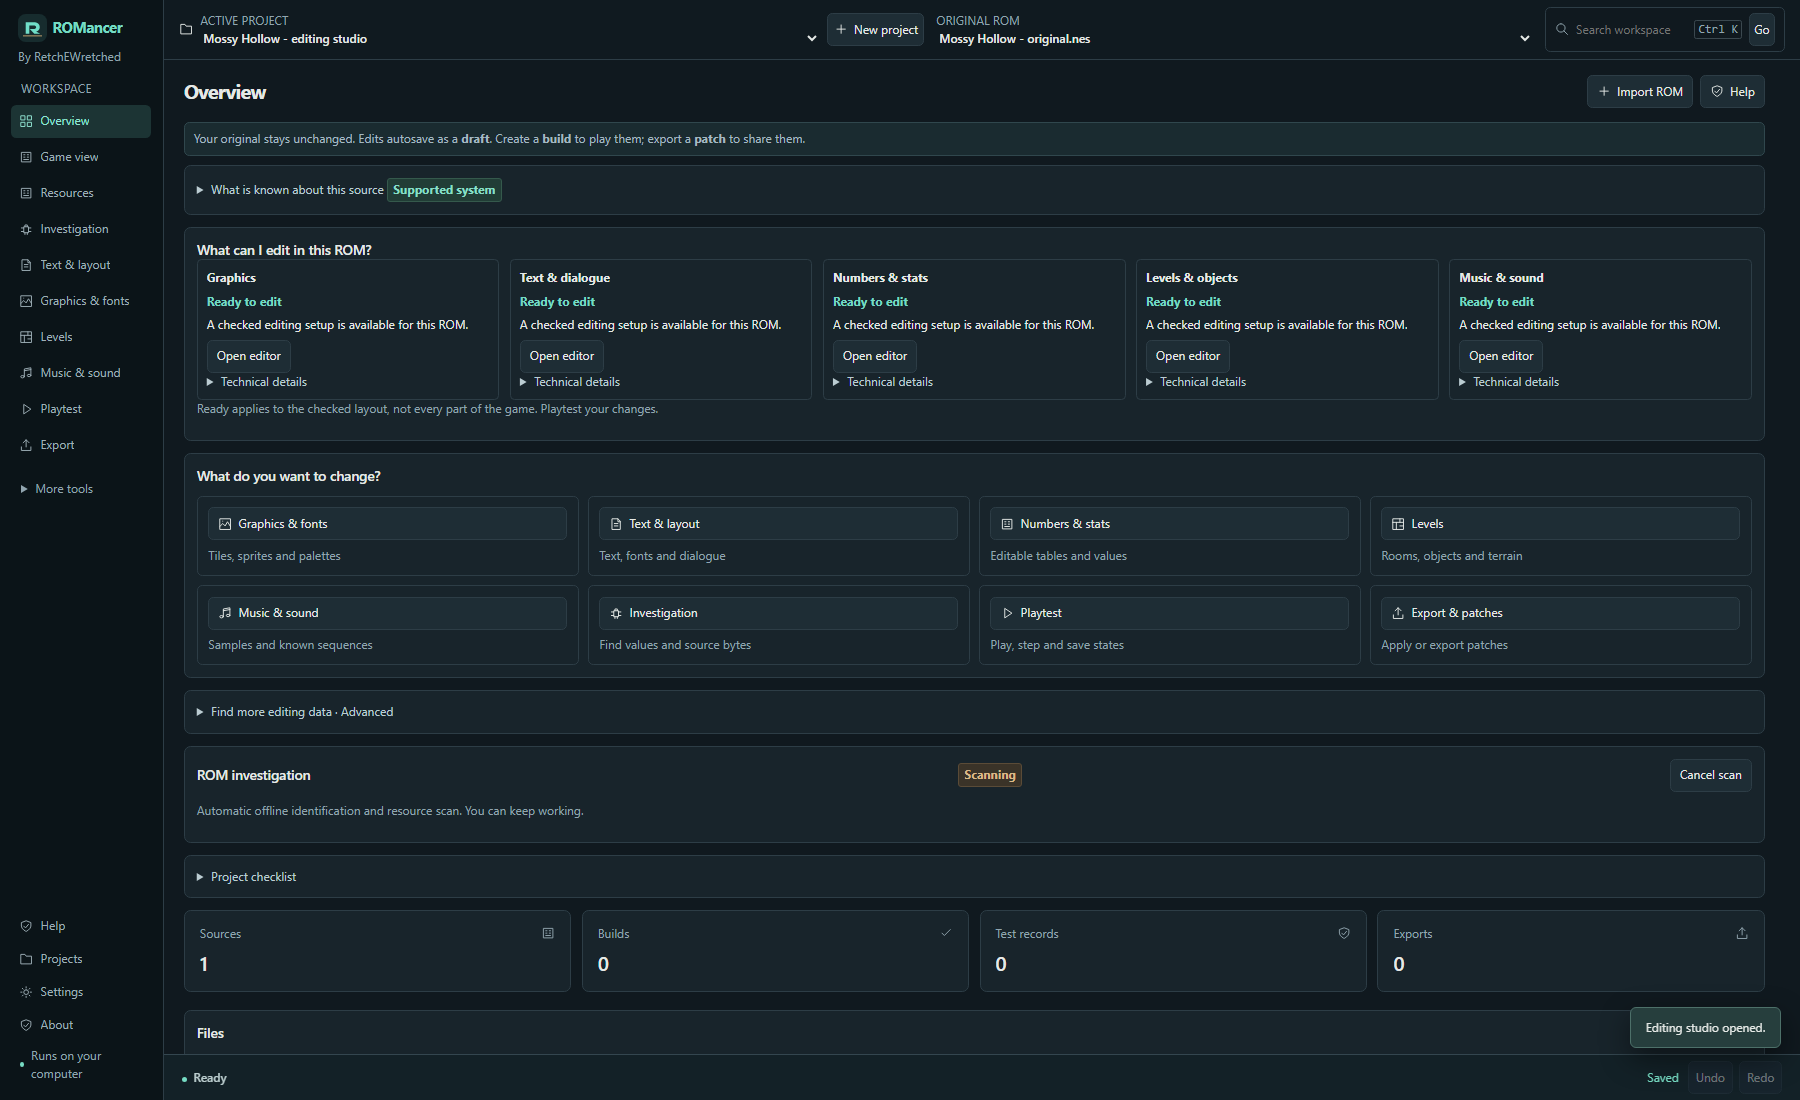 ROMancer
By RetchEWretched
WORKSPACE
Overview
Game view
Resources
Investigation
Text & layout
Graphics & fonts
Levels
Music & sound
Playtest
Export
More tools
Help
Projects
Settings
About
Runs on your
computer
ACTIVE PROJECT
Mossy Hollow - editing studio
New project
ORIGINAL ROM
Mossy Hollow - original.nes
Search workspace
Ctrl K
Go
Overview
Import ROM
Help
Your original stays unchanged. Edits autosave as a draft. Create a build to play them; export a patch to share them.
What is known about this source Supported system
What can I edit in this ROM?
Graphics
Ready to edit
A checked editing setup is available for this ROM.
Open editor
Technical details
Text & dialogue
Ready to edit
A checked editing setup is available for this ROM.
Open editor
Technical details
Numbers & stats
Ready to edit
A checked editing setup is available for this ROM.
Open editor
Technical details
Levels & objects
Ready to edit
A checked editing setup is available for this ROM.
Open editor
Technical details
Music & sound
Ready to edit
A checked editing setup is available for this ROM.
Open editor
Technical details
Ready applies to the checked layout, not every part of the game. Playtest your changes.
What do you want to change?
Graphics & fonts
Tiles, sprites and palettes
Text & layout
Text, fonts and dialogue
Numbers & stats
Editable tables and values
Levels
Rooms, objects and terrain
Music & sound
Samples and known sequences
Investigation
Find values and source bytes
Playtest
Play, step and save states
Export & patches
Apply or export patches
Find more editing data · Advanced
ROM investigation
Scanning
Cancel scan
Automatic offline identification and resource scan. You can keep working.
Project checklist
Sources
1
Builds
0
Test records
0
Exports
0
Files
Editing studio opened.
Ready
Saved
Undo
Redo